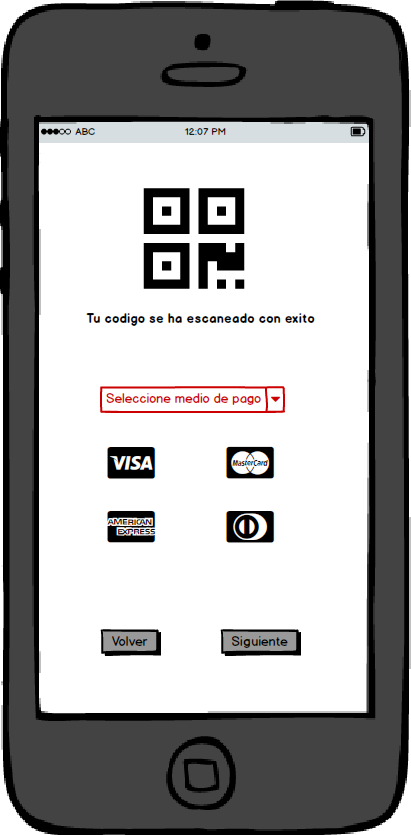 ABC 12:07 PM
Tu codigo se ha escaneado con exito
Seleccione medio de pago
VISA MasterCard
AMERICAN
EXPRESS
Volver Siguiente